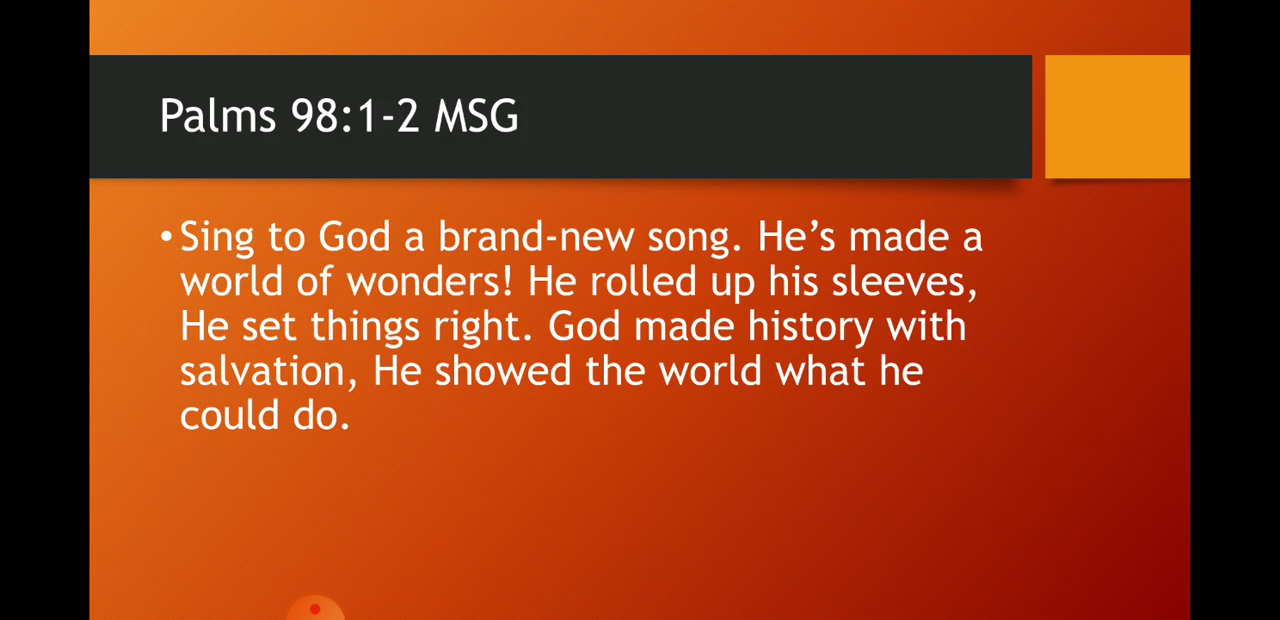 Palms 98:1-2 MSG
• Sing to God a brand-new song. He’s made a
world of wonders! He rolled up his sleeves,
He set things right. God made history with
salvation, He showed the world what he
could do.